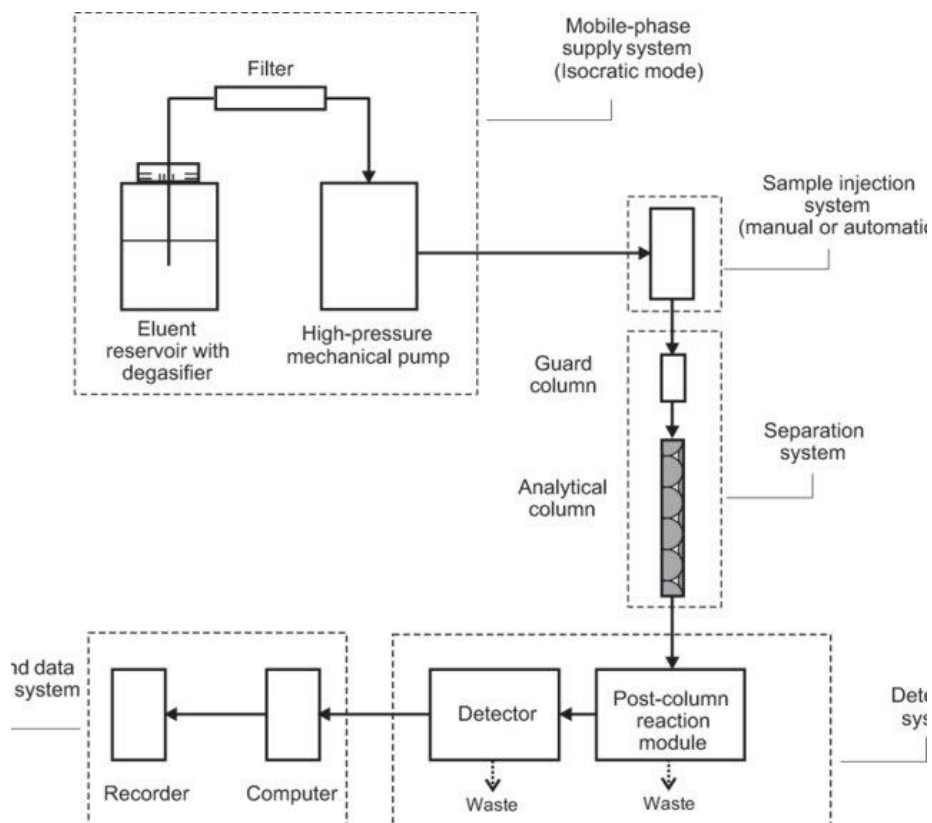 Mobile-phase
supply system
(Isocratic mode)
Filter
Eluent
reservoir with
degasifier
High-pressure
mechanical pump
Sample injection
system
(manual or automatic
Guard
column
Separation
system
Analytical
column
nd data
system
Detector
Post-column
reaction
module
Dete
sys
Recorder
Computer
Waste
Waste